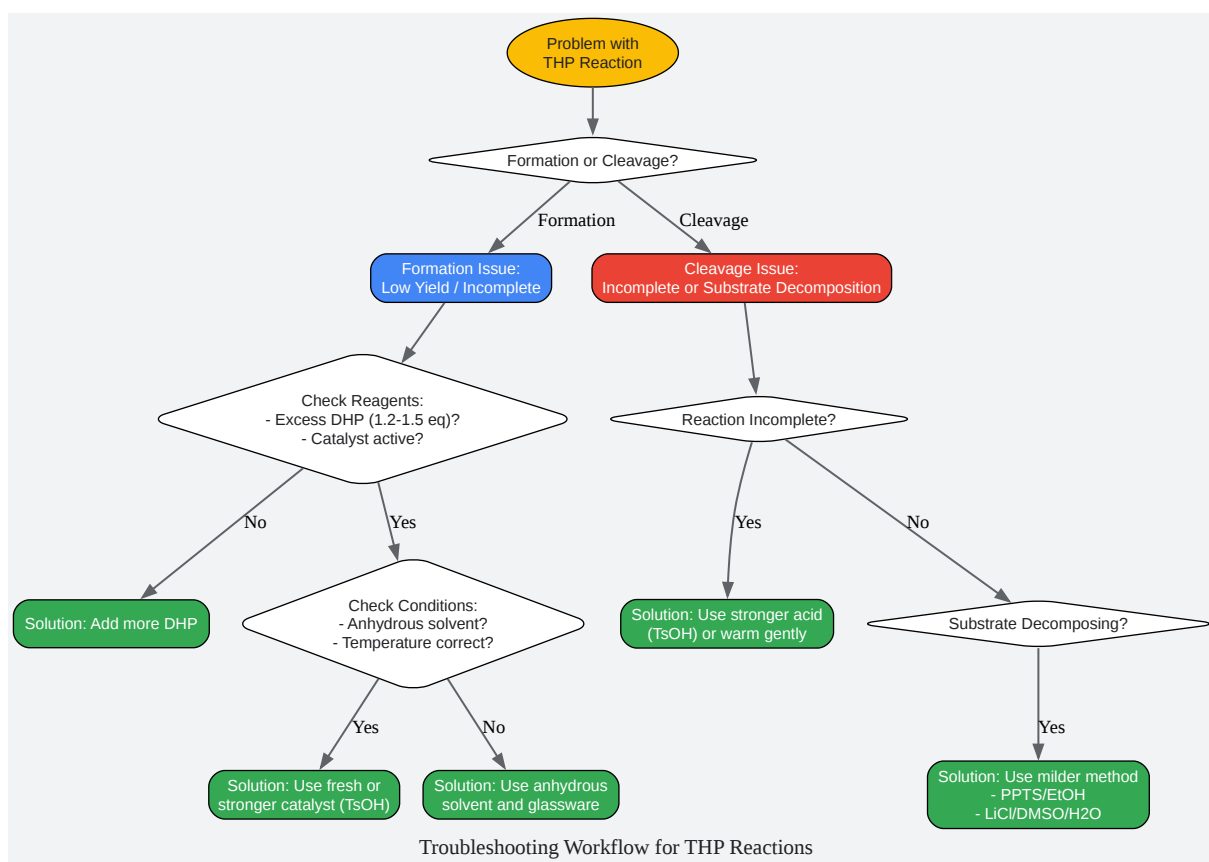 Problem with
THP Reaction
Formation or Cleavage?
Formation
Cleavage
Formation Issue:
Low Yield / Incomplete
Cleavage Issue:
Incomplete or Substrate Decomposition
Check Reagents:
- Excess DHP (1.2-1.5 eq)?
- Catalyst active?
Reaction Incomplete?
No
Yes
Yes
No
Solution: Add more DHP
Check Conditions:
- Anhydrous solvent?
- Temperature correct?
Solution: Use stronger acid
(TsOH) or warm gently
Substrate Decomposing?
Yes
No
Yes
Solution: Use fresh or
stronger catalyst (TsOH)
Solution: Use anhydrous
solvent and glassware
Solution: Use milder method
- PPTS/EtOH
- LiCl/DMSO/H2O
Troubleshooting Workflow for THP Reactions